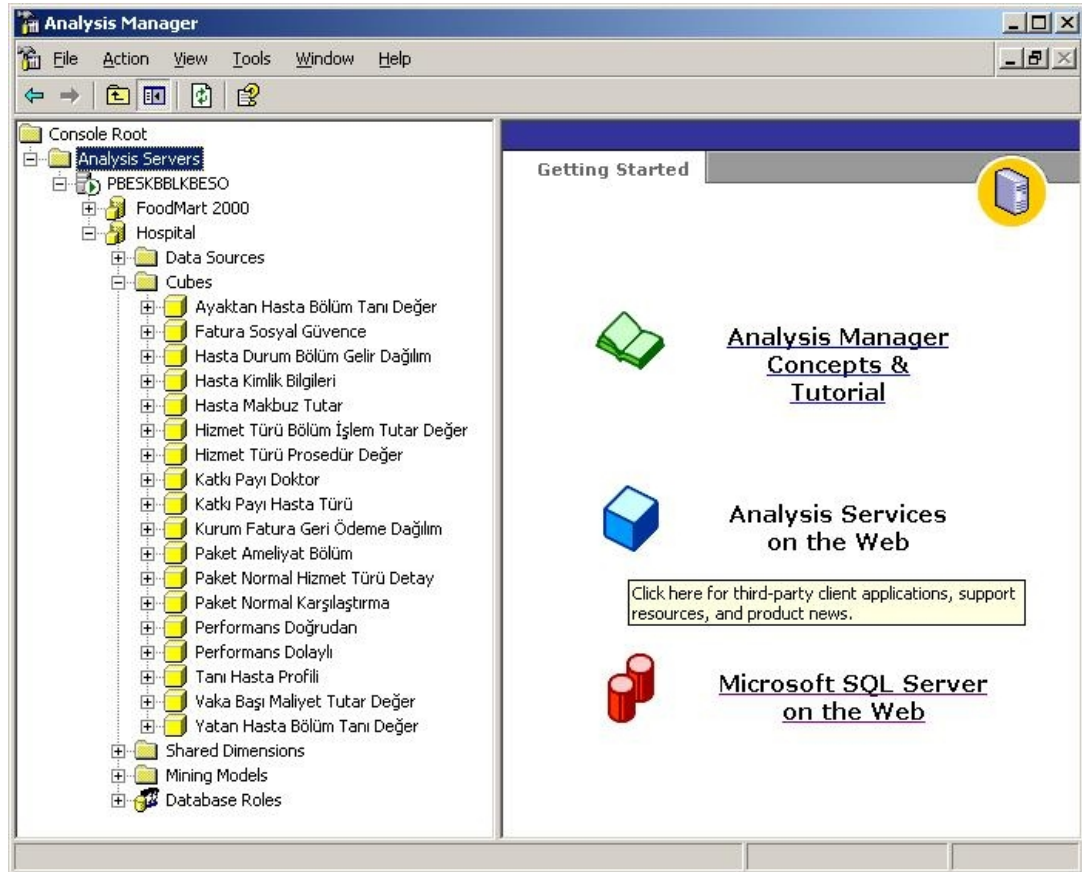 Analysis Manager
File Action View Tools Window Help
Console Root
Analysis Servers
PBESKBBLKBESO
FoodMart 2000
Hospital
Data Sources
Cubes
Ayaktan Hasta Bölüm Tanı Değer
Fatura Sosyal Güvence
Hasta Durum Bölüm Gelir Dağılım
Hasta Kimlik Bilgileri
Hasta Makbuz Tutar
Hizmet Türü Bölüm İşlem Tutar Değer
Hizmet Türü Prosedür Değer
Katkı Payı Doktor
Katkı Payı Hasta Türü
Kurum Fatura Geri Ödeme Dağılım
Paket Ameliyat Bölüm
Paket Normal Hizmet Türü Detay
Paket Normal Karşılaştırma
Performans Doğrudan
Performans Dolaylı
Tanı Hasta Profili
Vaka Başı Maliyet Tutar Değer
Yatan Hasta Bölüm Tanı Değer
Shared Dimensions
Mining Models
Database Roles
Getting Started
Analysis Manager
Concepts &
Tutorial
Analysis Services
on the Web
Click here for third-party client applications, support
resources, and product news.
Microsoft SQL Server
on the Web